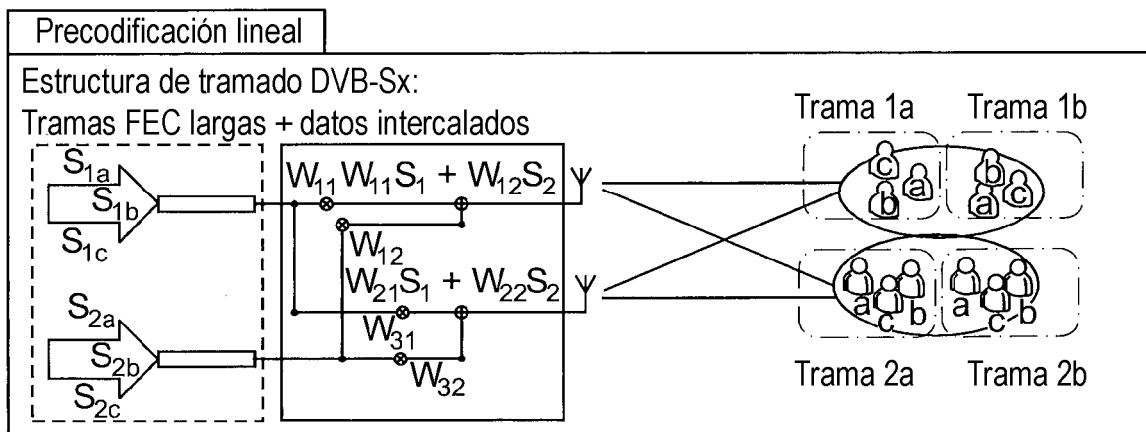 Precodificación lineal
Estructura de tramado DVB-Sx:
Tramas FEC largas + datos intercalados
S1a
S1b
S1c
S2a
S2b
S2c
W11 W11S1 + W12S2
W12
W21S1 + W22S2
W31
W32
Trama 1a Trama 1b
c a b b c a
a c b a c b
Trama 2a Trama 2b